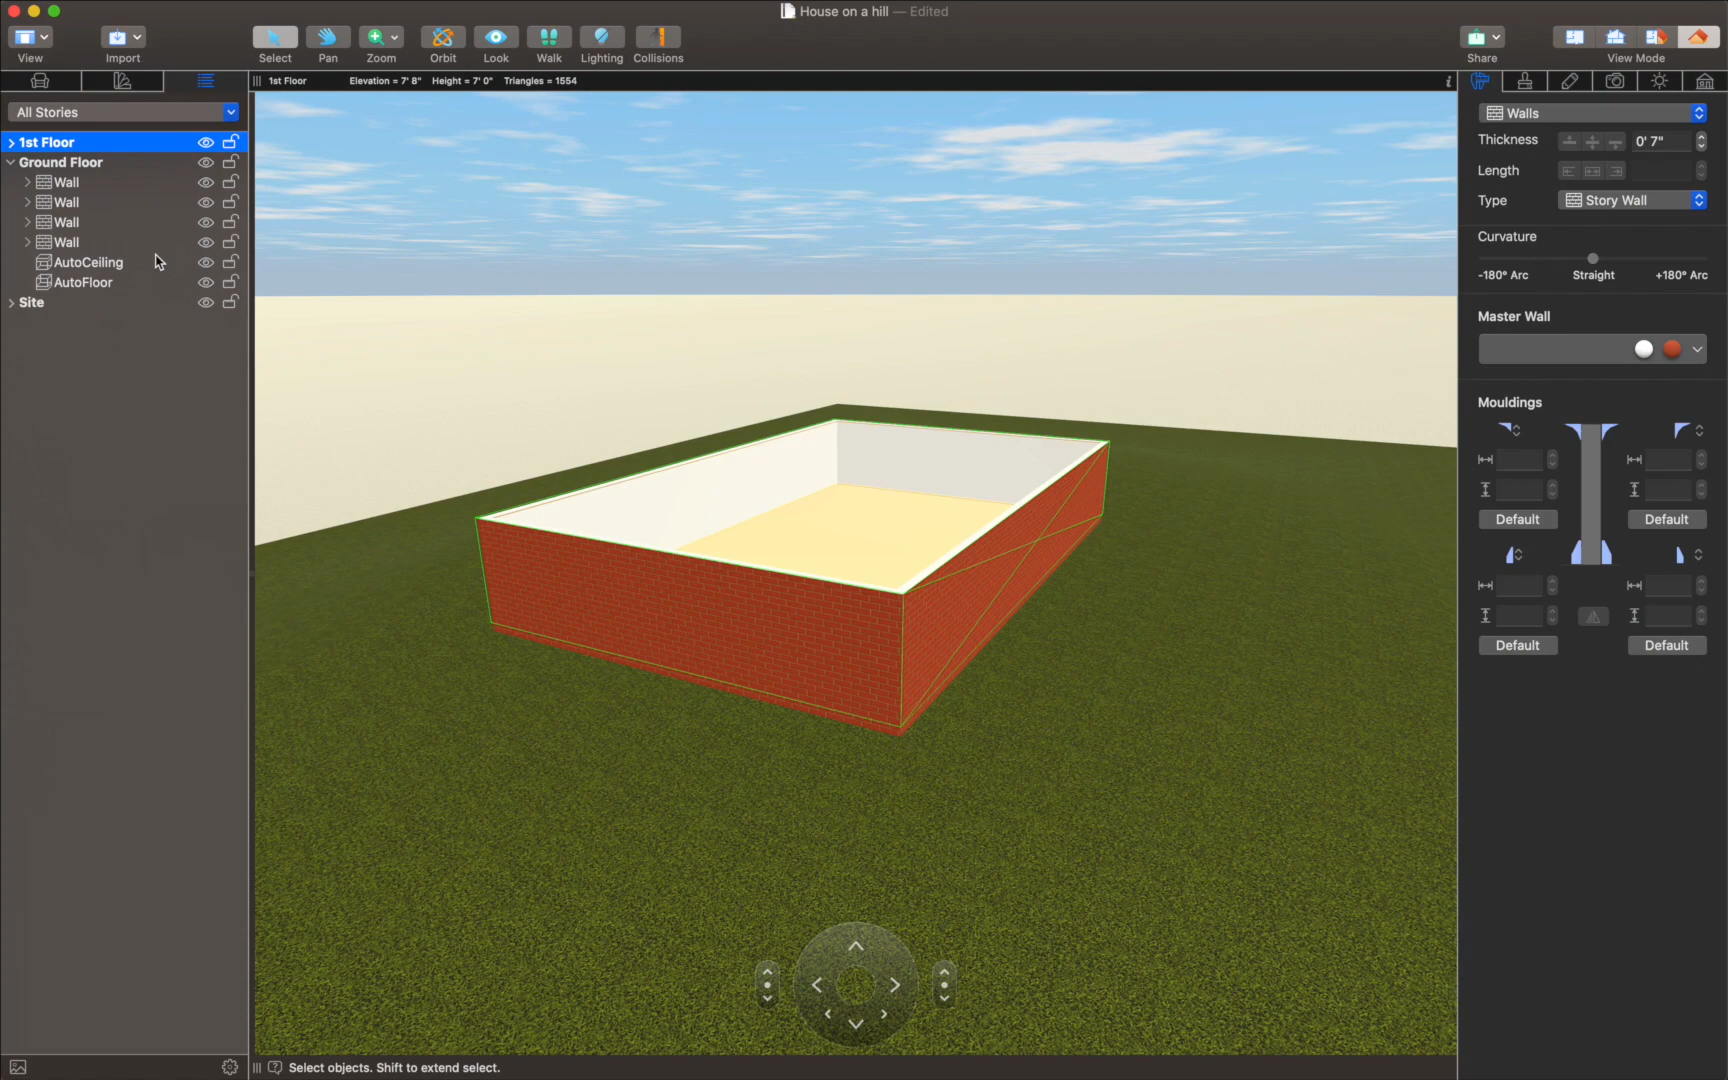 House on a hill — Edited
View
Import
Select
Pan
Zoom
Orbit
Look
Walk
Lighting
Collisions
Share
View Mode
1st Floor Elevation = 7' 8" Height = 7' 0" Triangles = 1554
i
All Stories
1st Floor
Ground Floor
Wall
Wall
Wall
Wall
AutoCeiling
AutoFloor
Site
Walls
Thickness 0' 7"
Length
Type Story Wall
Curvature
-180° Arc Straight +180° Arc
Master Wall
Mouldings
Default Default
Default Default
Select objects. Shift to extend select.